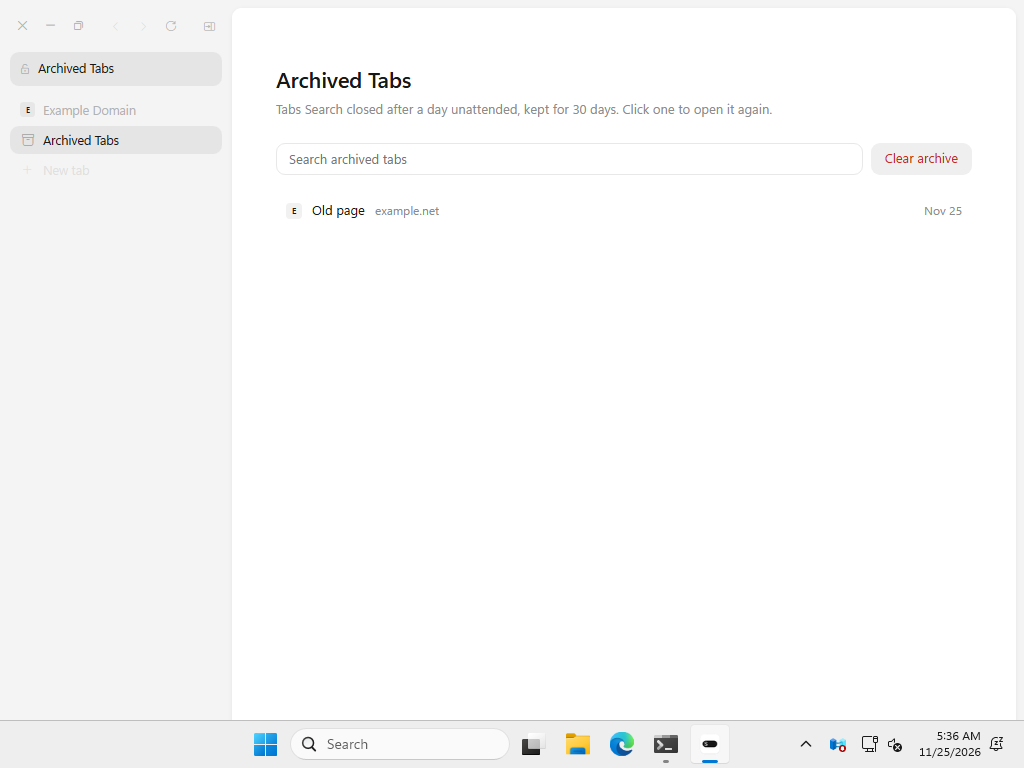 Archived Tabs
E Example Domain
Archived Tabs
+ New tab
Archived Tabs
Tabs Search closed after a day unattended, kept for 30 days. Click one to open it again.
Search archived tabs
Clear archive
E Old page example.net Nov 25
Search
5:36 AM
11/25/2026